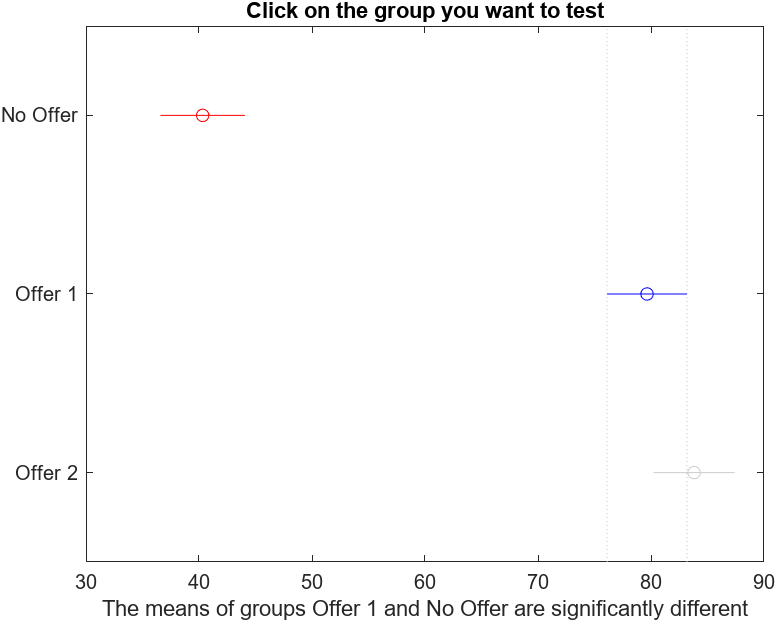 Click on the group you want to test
No Offer
Offer 1
Offer 2
30 40 50 60 70 80 90
The means of groups Offer 1 and No Offer are significantly different